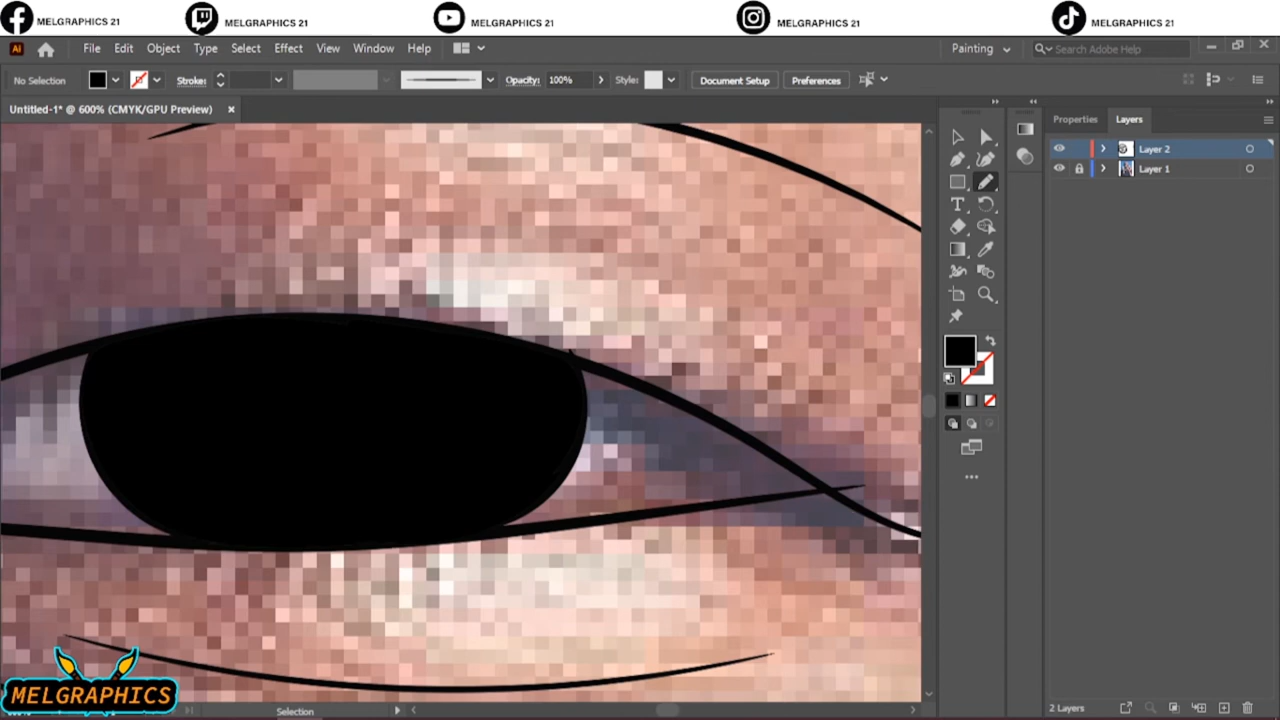 MELGRAPHICS 21
MELGRAPHICS 21
MELGRAPHICS 21
MELGRAPHICS 21
MELGRAPHICS 21
Ai File Edit Object Type Select Effect View Window Help Painting Search Adobe Help
No Selection Stroke: Opacity: 100% Style: Document Setup Preferences
Untitled-1* @ 600% (CMYK/GPU Preview)
Properties Layers
Layer 2
Layer 1
MELGRAPHICS
Selection
2 Layers